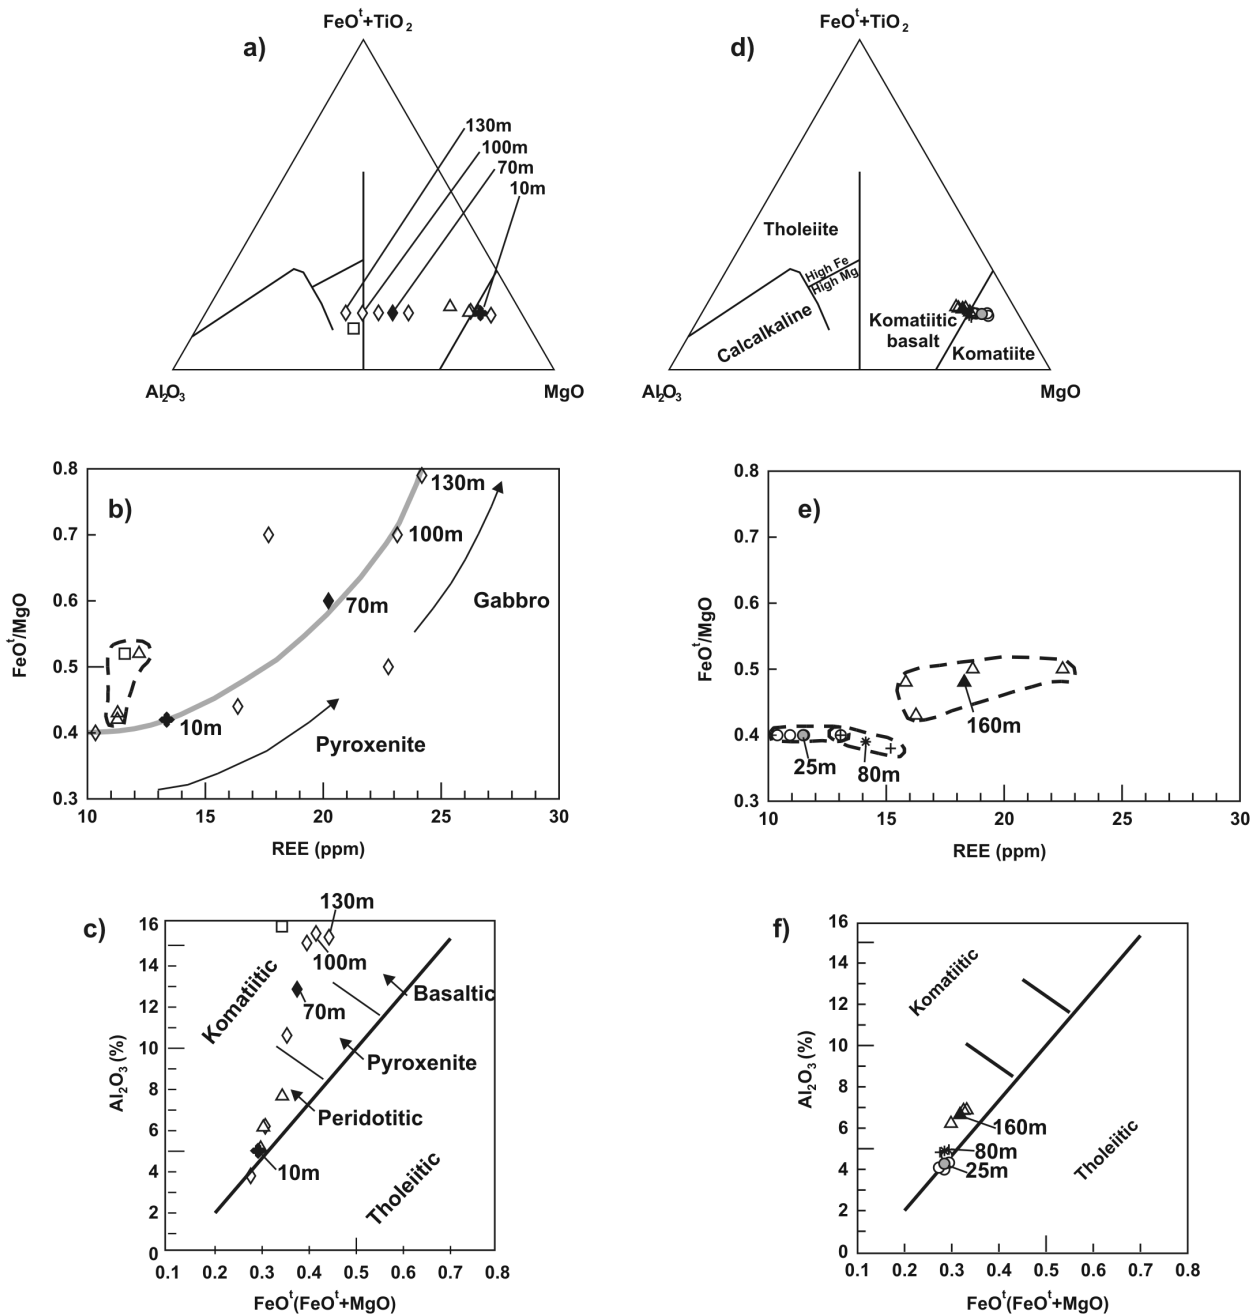 a)
FeOᵗ+TiO₂
130m
100m
70m
10m
Al₂O₃
MgO
d)
FeOᵗ+TiO₂
Tholeiite
High Fe
High Mg
Calcalkaline
Komatiitic
basalt
Komatiite
Al₂O₃
MgO
b)
0.8
0.7
0.6
0.5
0.4
0.3
FeOᵗ/MgO
130m
100m
70m
10m
Gabbro
Pyroxenite
10
15
20
25
30
REE (ppm)
e)
0.8
0.7
0.6
0.5
0.4
0.3
FeOᵗ/MgO
160m
25m
80m
10
15
20
25
30
REE (ppm)
c)
16
14
12
10
8
6
4
2
0
Al₂O₃ (%)
130m
100m
70m
10m
Komatiitic
Basaltic
Pyroxenite
Peridotitic
Tholeiitic
0.1
0.2
0.3
0.4
0.5
0.6
0.7
0.8
FeOᵗ(FeOᵗ+MgO)
f)
16
14
12
10
8
6
4
2
0
Al₂O₃ (%)
Komatiitic
160m
80m
25m
Tholeiitic
0.1
0.2
0.3
0.4
0.5
0.6
0.7
0.8
FeOᵗ(FeOᵗ+MgO)